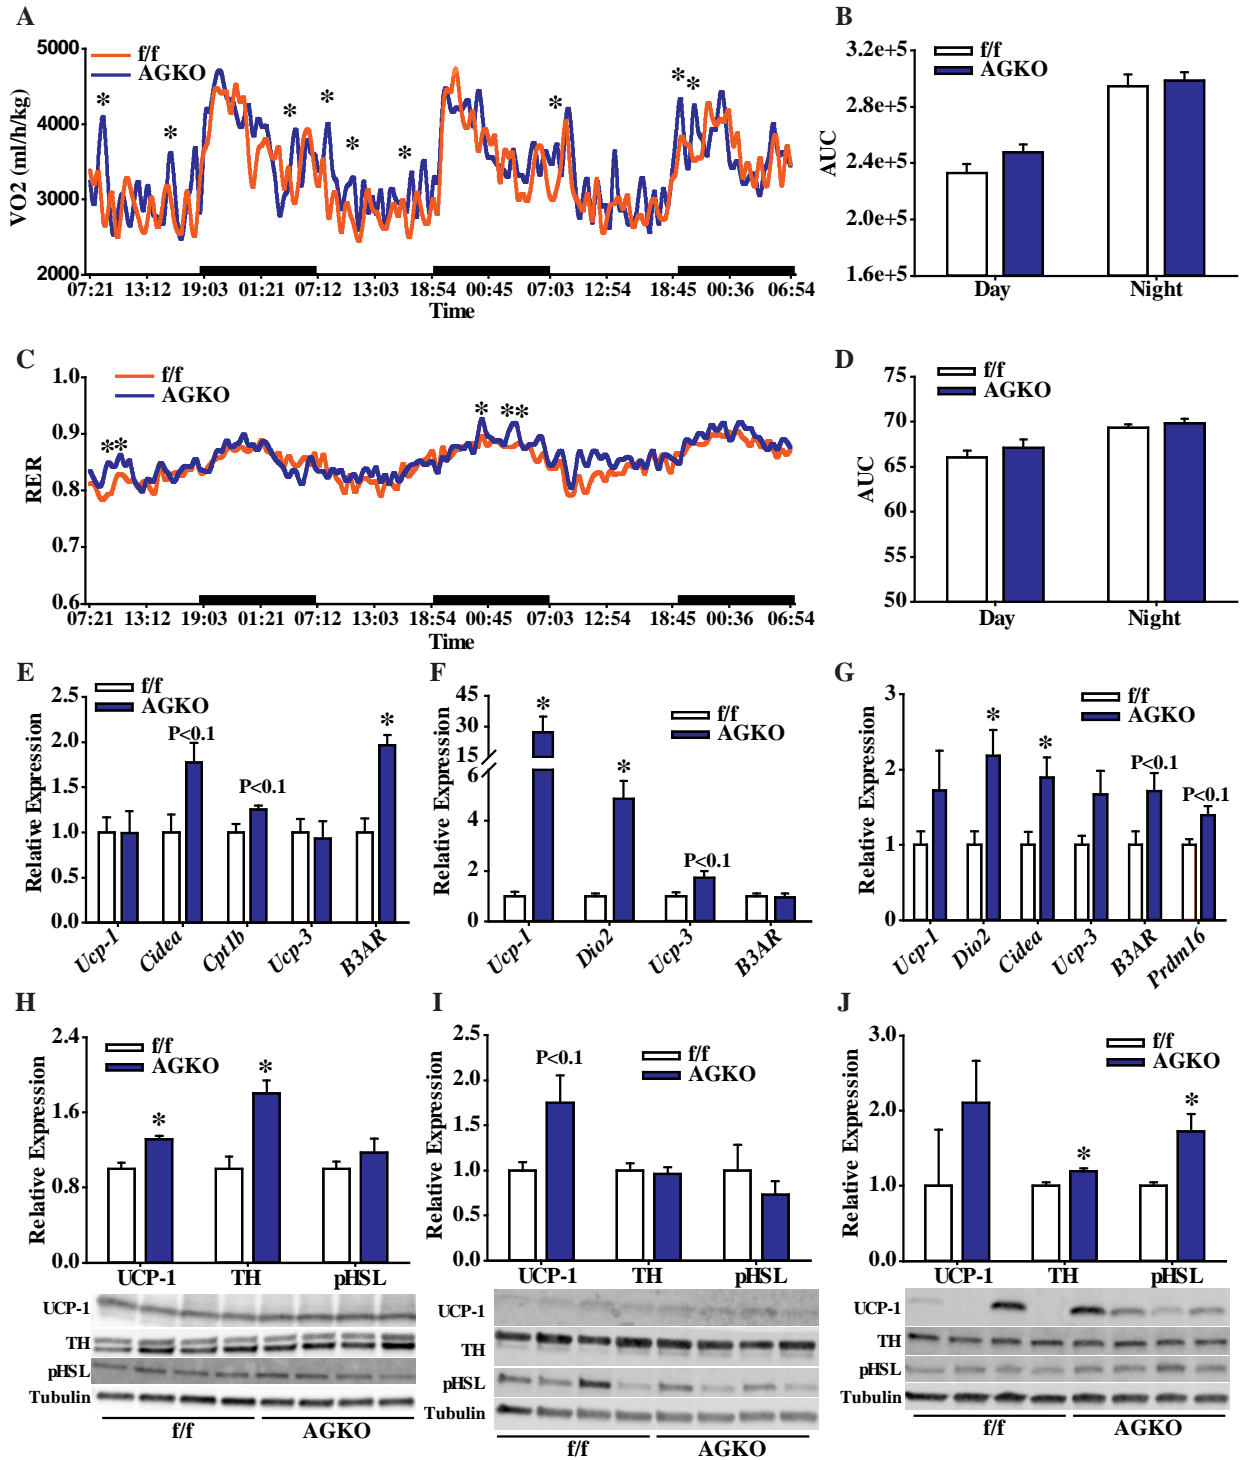 A
f/f
AGKO
VO2 (ml/h/kg)
5000
4000
3000
2000
* * * * * * * * *
07:21 13:12 19:03 01:21 07:12 13:03 18:54 00:45 07:03 12:54 18:45 00:36 06:54
Time
B
f/f
AGKO
AUC
3.2e+5
2.8e+5
2.4e+5
2.0e+5
1.6e+5
Day Night
C
f/f
AGKO
RER
1.0
0.9
0.8
0.7
0.6
** * **
07:21 13:12 19:03 01:21 07:12 13:03 18:54 00:45 07:03 12:54 18:45 00:36 06:54
Time
D
f/f
AGKO
AUC
75
70
65
60
55
50
Day Night
E
f/f
AGKO
Relative Expression
2.5
2.0
1.5
1.0
0.5
0.0
P<0.1
P<0.1
*
Ucp-1 Cidea Cpt1b Ucp-3 B3AR
F
f/f
AGKO
Relative Expression
45
30
15
6
4
2
0
*
*
P<0.1
Ucp-1 Dio2 Ucp-3 B3AR
G
f/f
AGKO
Relative Expression
3
2
1
0
*
*
P<0.1
P<0.1
Ucp-1 Dio2 Cidea Ucp-3 B3AR Prdm16
H
f/f
AGKO
Relative Expression
2.4
1.6
0.8
0.0
*
*
UCP-1 TH pHSL
UCP-1
TH
pHSL
Tubulin
f/f AGKO
I
f/f
AGKO
Relative Expression
2.5
2.0
1.5
1.0
0.5
0.0
P<0.1
UCP-1 TH pHSL
UCP-1
TH
pHSL
Tubulin
f/f AGKO
J
f/f
AGKO
Relative Expression
3.0
2.0
1.0
0.0
*
*
UCP-1 TH pHSL
UCP-1
TH
pHSL
Tubulin
f/f AGKO